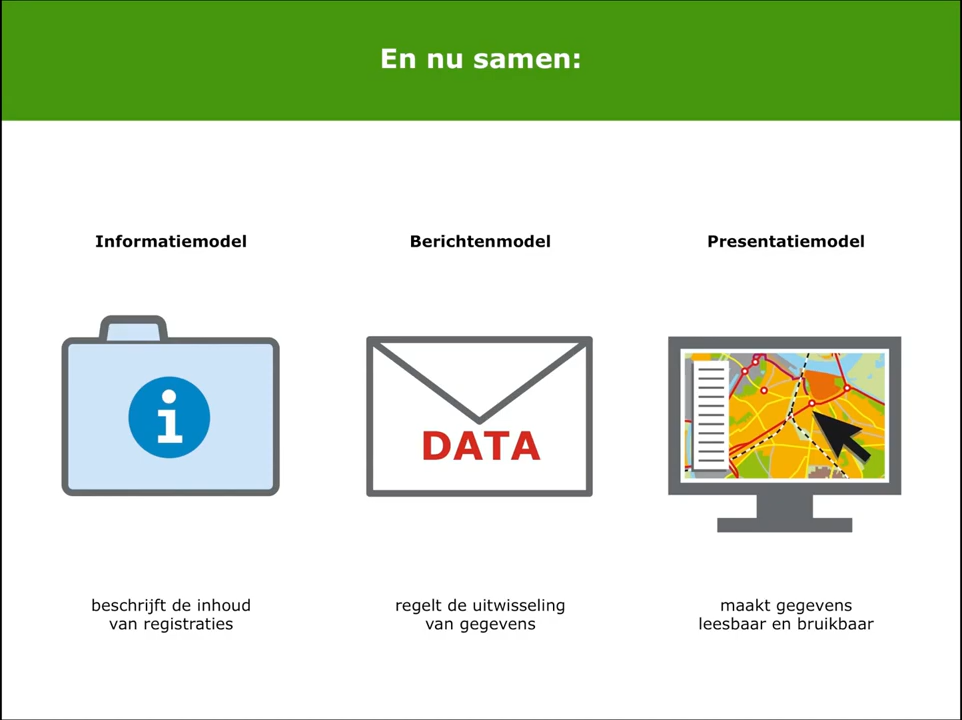 En nu samen:
Informatiemodel
Berichtenmodel
Presentatiemodel
i
DATA
beschrijft de inhoud
van registraties
regelt de uitwisseling
van gegevens
maakt gegevens
leesbaar en bruikbaar